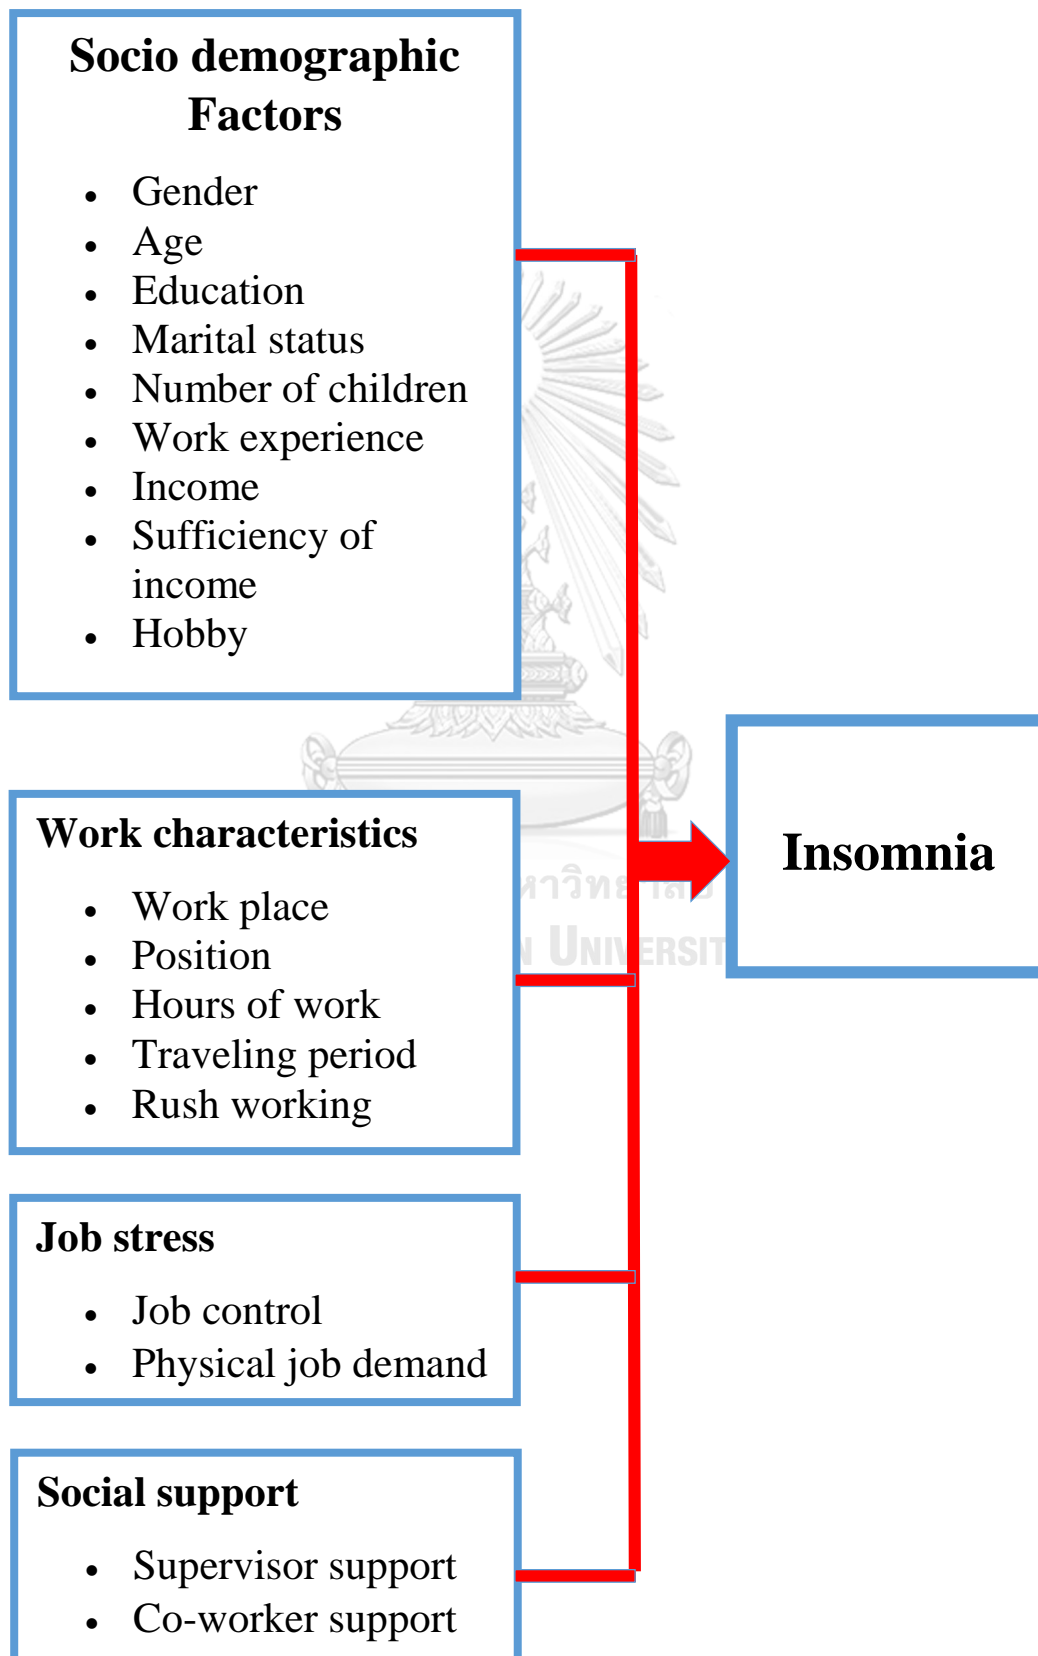 Socio demographic
Factors
• Gender
• Age
• Education
• Marital status
• Number of children
• Work experience
• Income
• Sufficiency of
income
• Hobby
Work characteristics
• Work place
• Position
• Hours of work
• Traveling period
• Rush working
Insomnia
UNIVERSIT
Job stress
• Job control
• Physical job demand
Social support
• Supervisor support
• Co-worker support